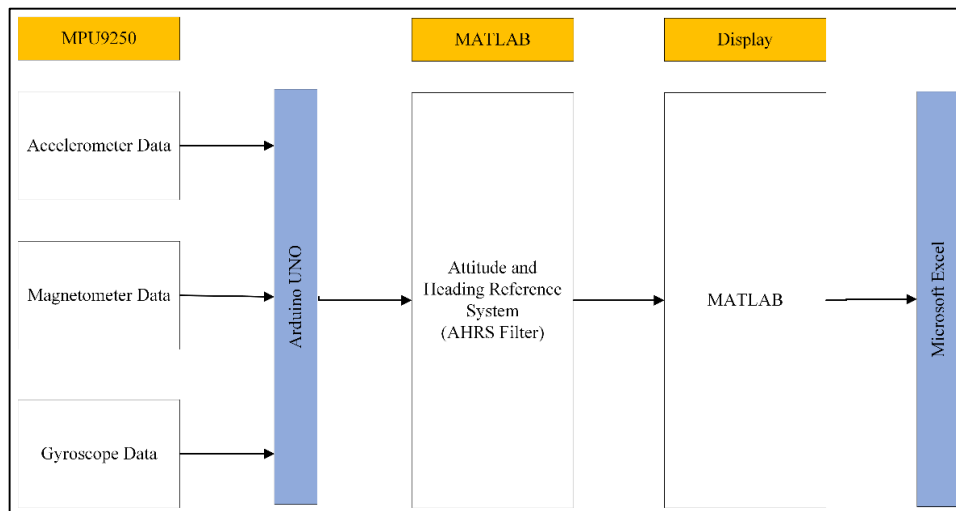 MPU9250
MATLAB
Display
Accelerometer Data
Magnetometer Data
Gyroscope Data
Arduino UNO
Attitude and
Heading Reference
System
(AHRS Filter)
MATLAB
Microsoft Excel